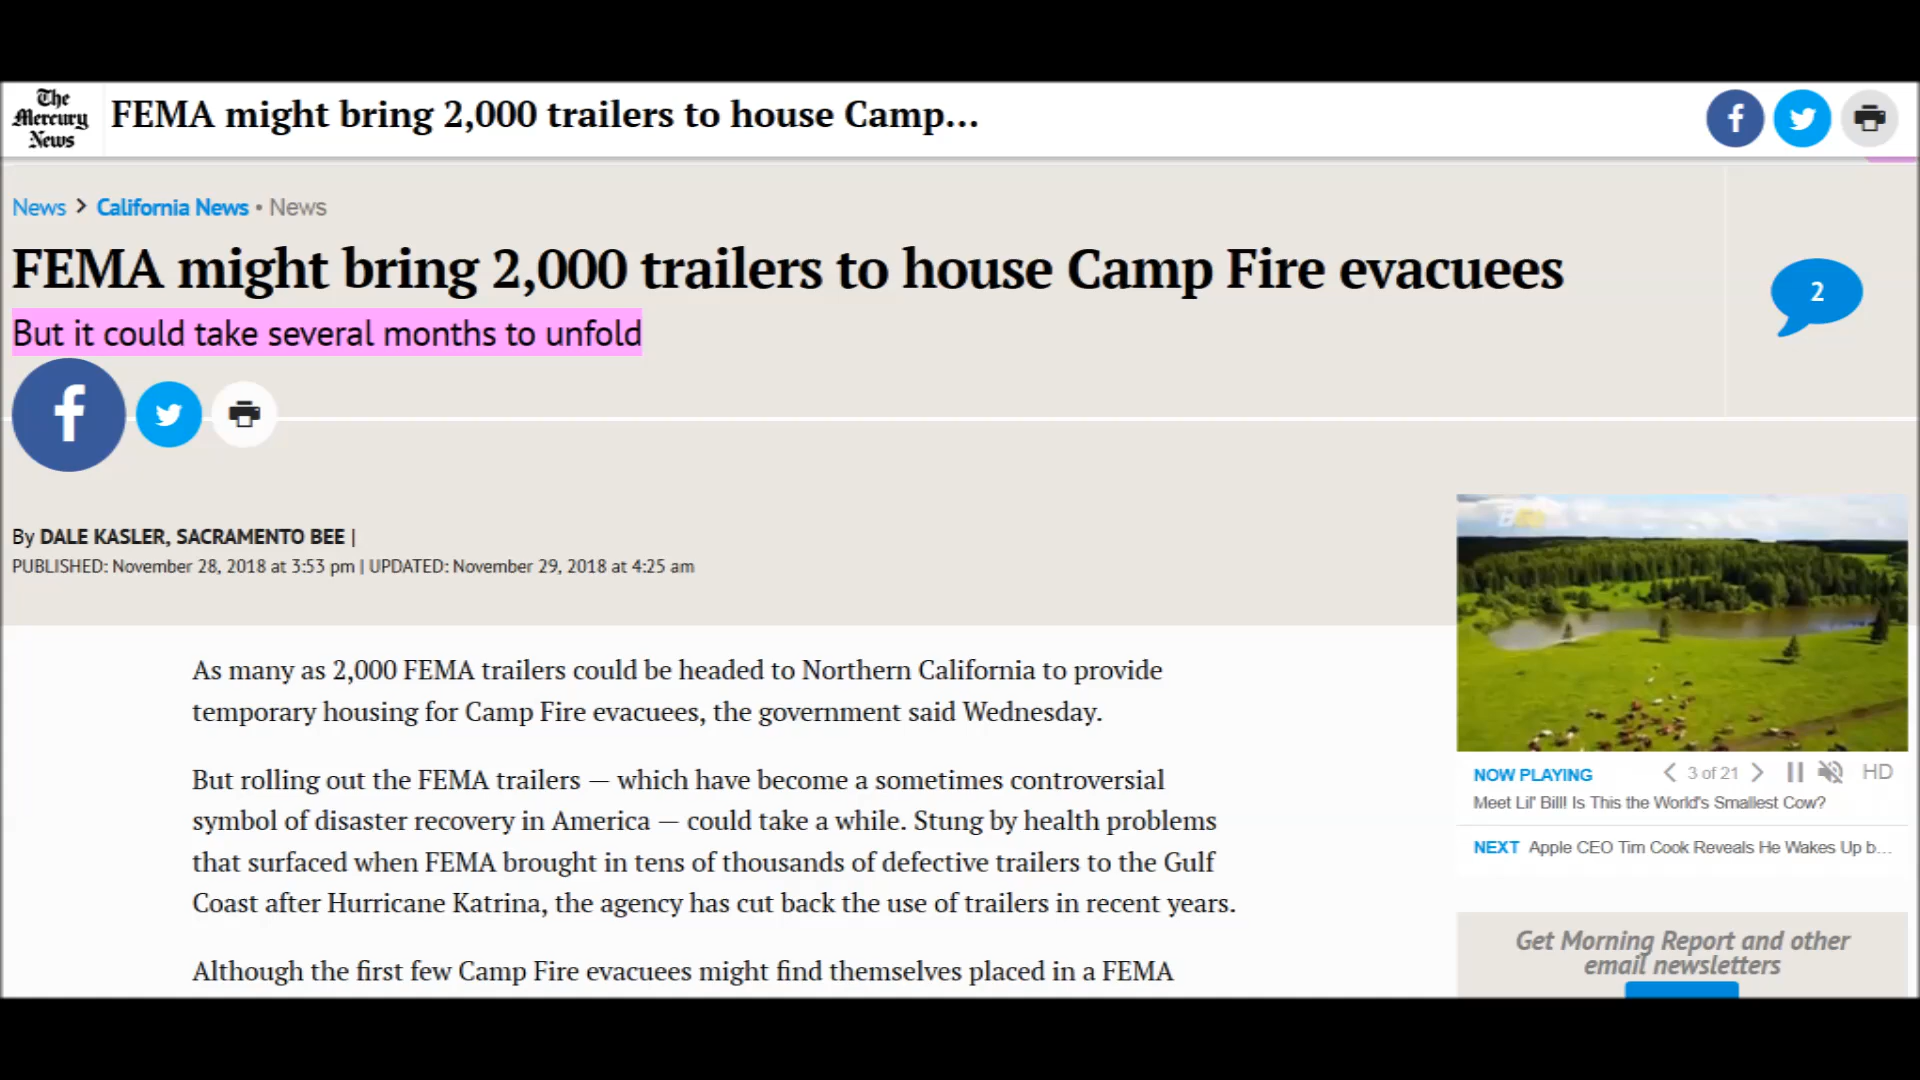 The
Mercury
News
FEMA might bring 2,000 trailers to house Camp...
News > California News • News
FEMA might bring 2,000 trailers to house Camp Fire evacuees
2
But it could take several months to unfold
By DALE KASLER, SACRAMENTO BEE |
PUBLISHED: November 28, 2018 at 3:53 pm | UPDATED: November 29, 2018 at 4:25 am
As many as 2,000 FEMA trailers could be headed to Northern California to provide
temporary housing for Camp Fire evacuees, the government said Wednesday.
But rolling out the FEMA trailers — which have become a sometimes controversial
symbol of disaster recovery in America — could take a while. Stung by health problems
that surfaced when FEMA brought in tens of thousands of defective trailers to the Gulf
Coast after Hurricane Katrina, the agency has cut back the use of trailers in recent years.
Although the first few Camp Fire evacuees might find themselves placed in a FEMA
NOW PLAYING
3 of 21
HD
Meet Lil' Bill! Is This the World's Smallest Cow?
NEXT Apple CEO Tim Cook Reveals He Wakes Up b...
Get Morning Report and other
email newsletters